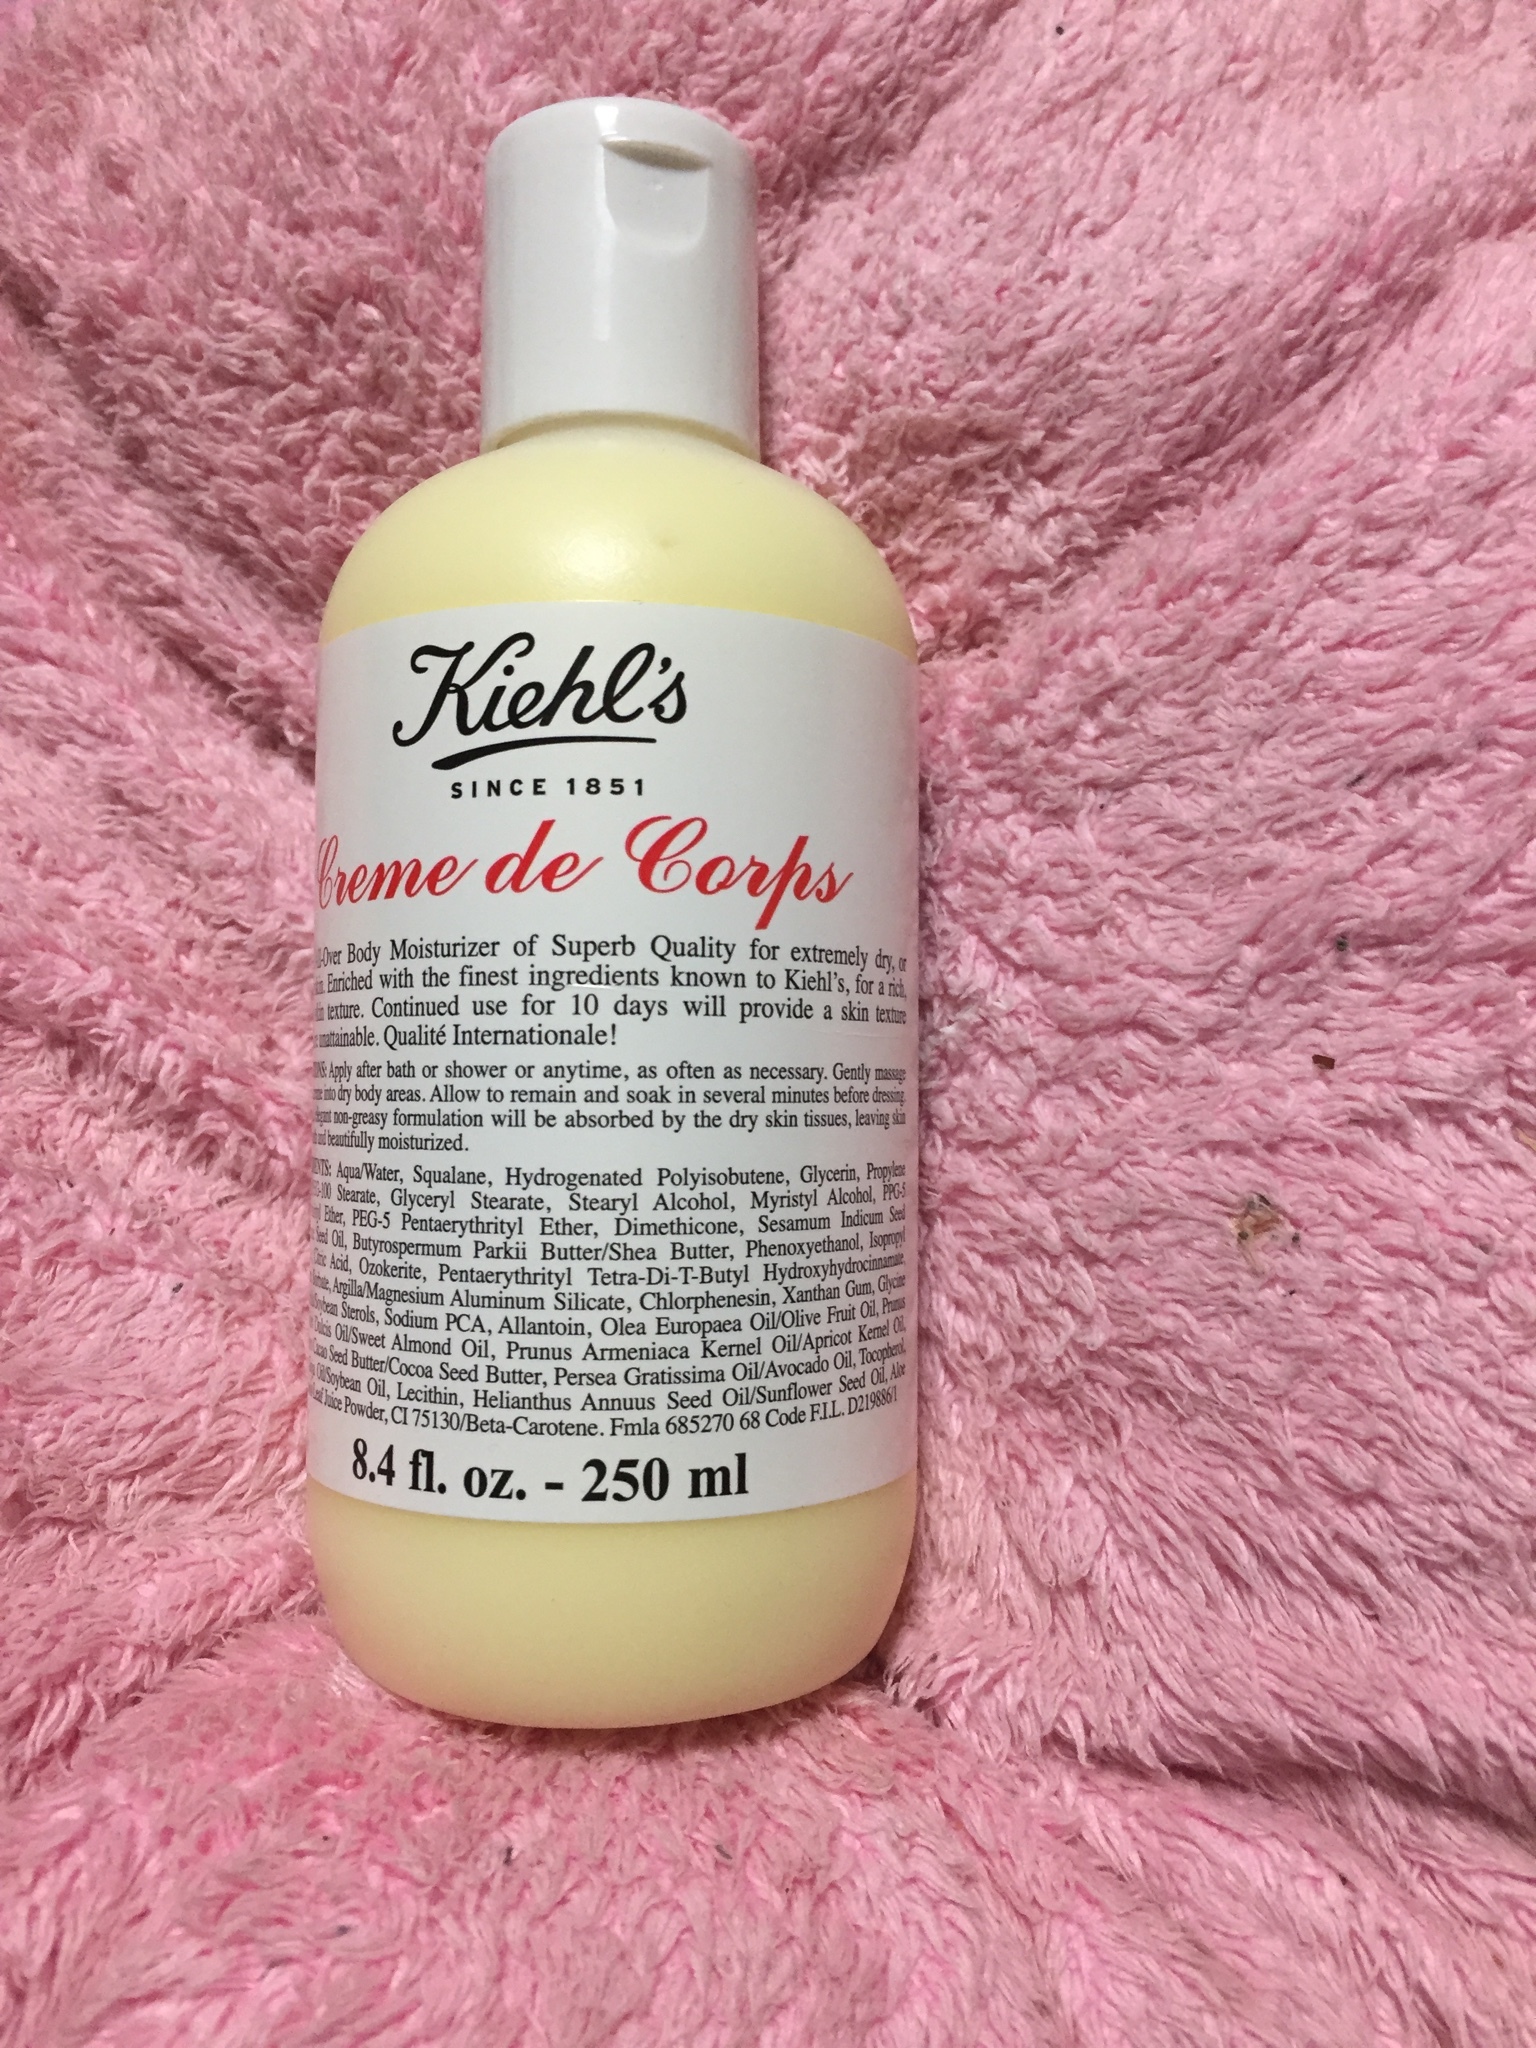 Kiehl's
SINCE 1851
Creme de Corps
Over Body Moisturizer of Superb Quality for extremely dry, or
Enriched with the finest ingredients known to Kiehl's, for a rich,
texture. Continued use for 10 days will provide a skin texture
unattainable. Qualité Internationale!
Apply after bath or shower or anytime, as often as necessary. Gently massage
into dry body areas. Allow to remain and soak in several minutes before dressing.
non-greasy formulation will be absorbed by the dry skin tissues, leaving skin
and beautifully moisturized.
Aqua/Water, Squalane, Hydrogenated Polyisobutene, Glycerin, Propylene
Stearate, Glyceryl Stearate, Stearyl Alcohol, Myristyl Alcohol, PPG-5
Ether, PEG-5 Pentaerythrityl Ether, Dimethicone, Sesamum Indicum Seed
Seed Oil, Butyrospermum Parkii Butter/Shea Butter, Phenoxyethanol, Isopropyl
Acid, Ozokerite, Pentaerythrityl Tetra-Di-T-Butyl Hydroxyhydrocinnamate,
Argilla/Magnesium Aluminum Silicate, Chlorphenesin, Xanthan Gum, Glycine
Soybean Sterols, Sodium PCA, Allantoin, Olea Europaea Oil/Olive Fruit Oil, Prunus
Dulcis Oil/Sweet Almond Oil, Prunus Armeniaca Kernel Oil/Apricot Kernel Oil,
Cacao Seed Butter/Cocoa Seed Butter, Persea Gratissima Oil/Avocado Oil, Tocopherol,
Oil/Soybean Oil, Lecithin, Helianthus Annuus Seed Oil/Sunflower Seed Oil, Aloe
Leaf Juice Powder, CI 75130/Beta-Carotene. Fmla 685270 68 Code F.I.L. D219886/1
8.4 fl. oz. - 250 ml